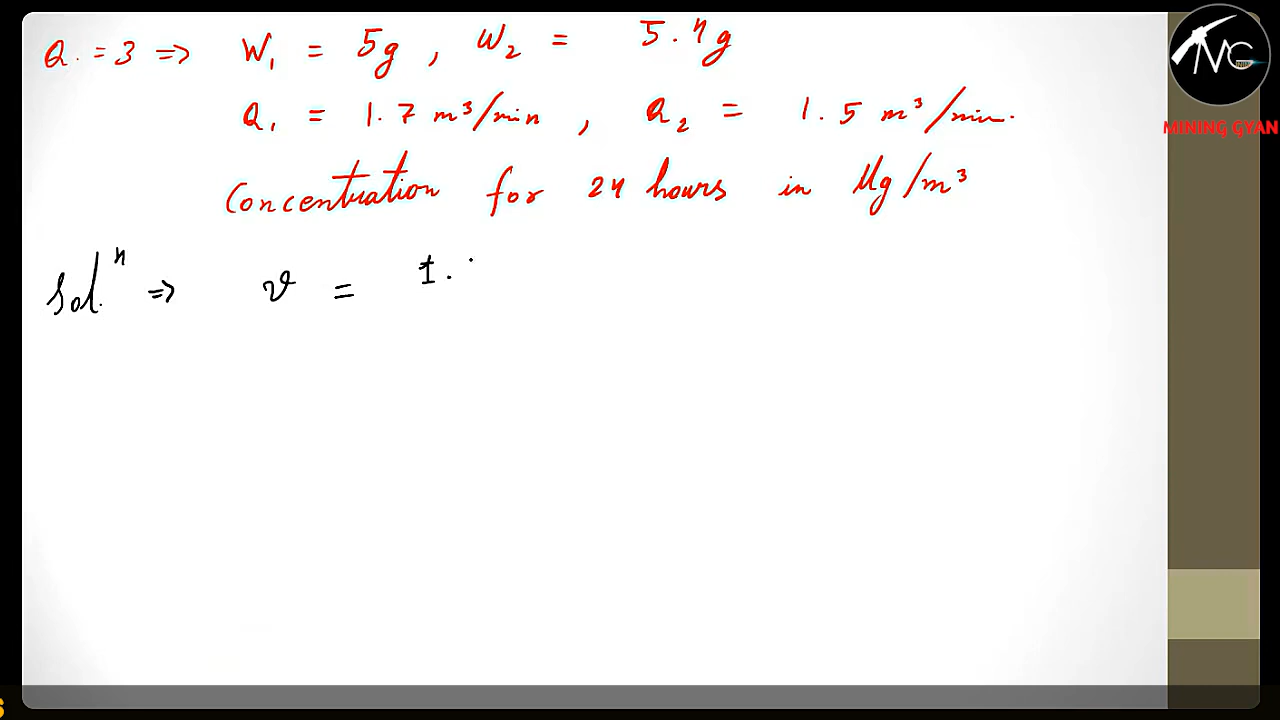 Q. = 3 => W₁ = 5g , W₂ = 5.4g
Q₁ = 1.7 m³/min , Q₂ = 1.5 m³/min.
Concentration for 24 hours in µg/m³
Solⁿ => v = 1.
MG
MINING GYAN